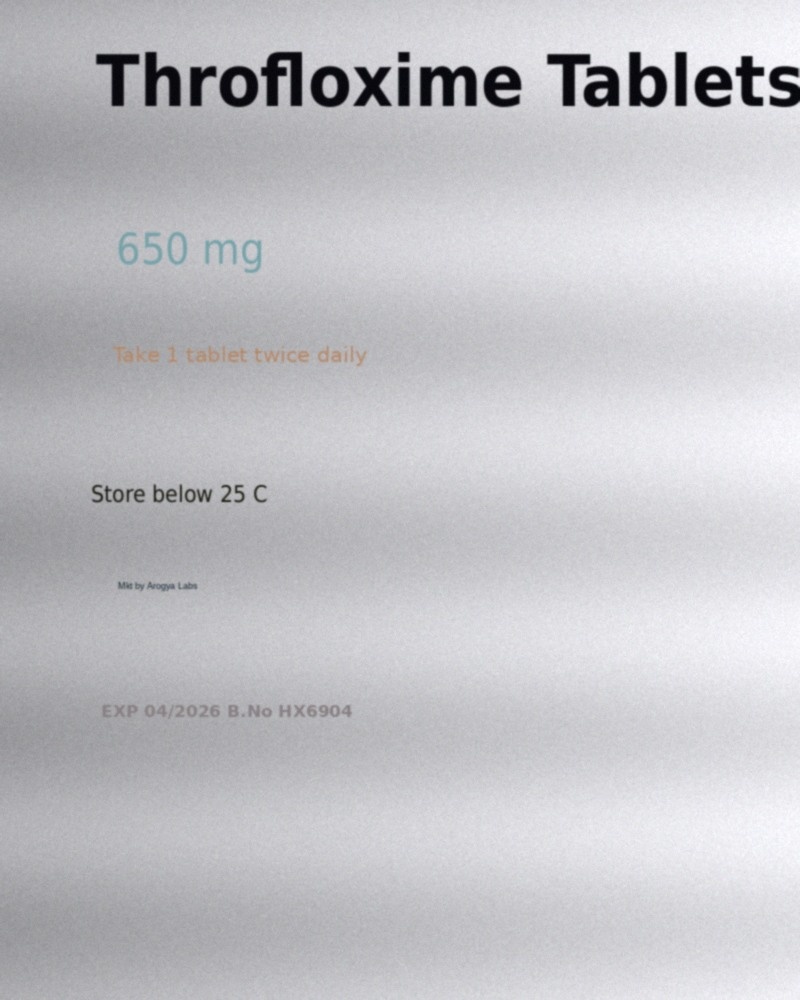 Throfloxime Tablets
650 mg
Take 1 tablet twice daily
Store below 25 C
Mkt by Arogya Labs
EXP 04/2026 B.No HX6904